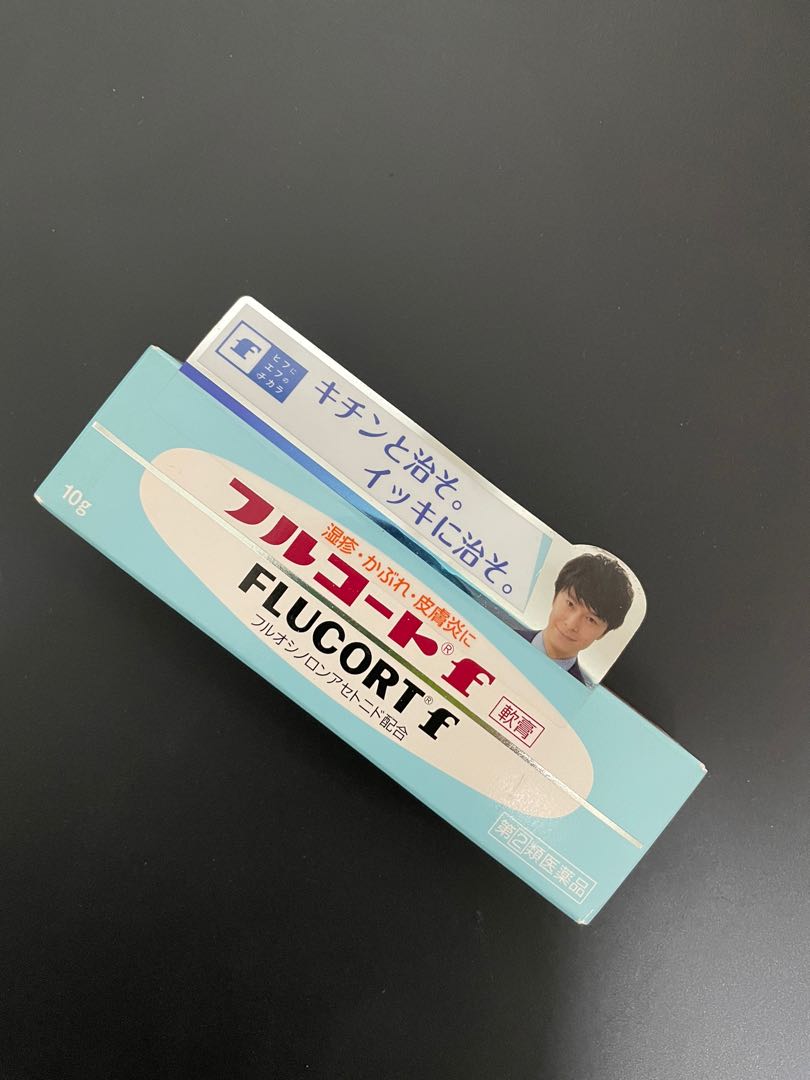 f
ヒフに
エフの
チカラ
キチンと治そ。
イッキに治そ。
10g
湿疹・かぶれ・皮膚炎に
フルコート® f
FLUCORT® f
軟膏
フルオシノロンアセトニド配合
第②類医薬品